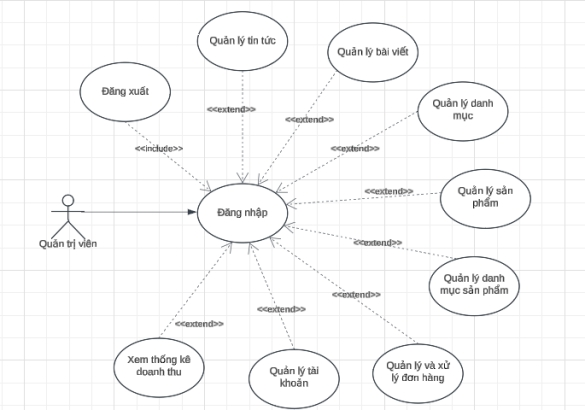 Quản lý tin tức
Quản lý bài viết
Đăng xuất
Quản lý danh
mục
<<extend>>
<<extend>>
<<include>>
<<extend>>
<<extend>>
Quản lý sản
phẩm
Đăng nhập
Quản trị viên
<<extend>>
Quản lý danh
mục sản phẩm
<<extend>>
<<extend>>
<<extend>>
Xem thống kê
doanh thu
Quản lý tài
khoản
Quản lý và xử
lý đơn hàng